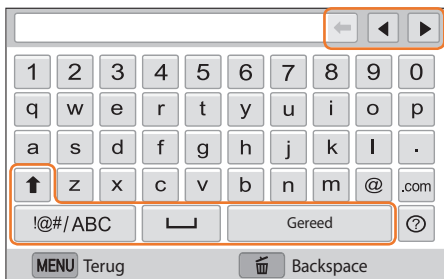 1 2 3 4 5 6 7 8 9 0
q w e r t y u i o p
a s d f g h j k l .
z x c v b n m @ .com
!@#/ABC Gereed ?
MENU Terug Backspace